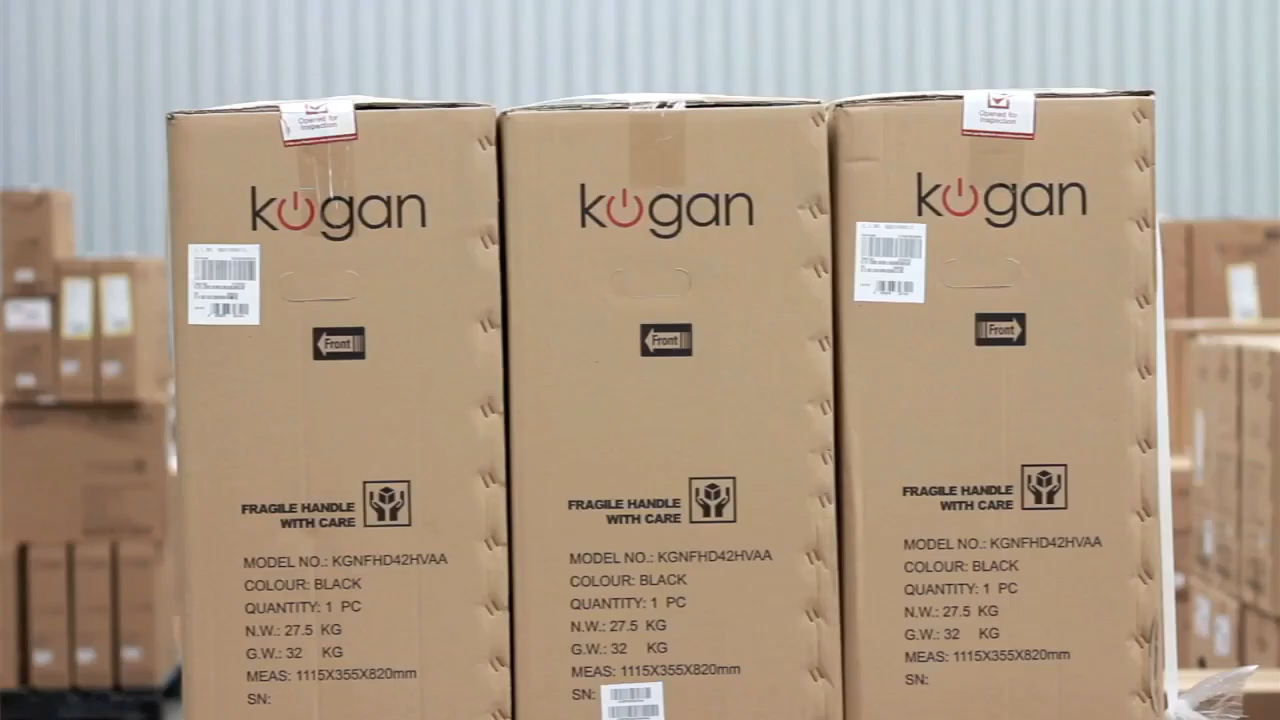 Opened for
Inspection
kogan
Front
FRAGILE HANDLE
WITH CARE
MODEL NO.: KGNFHD42HVAA
COLOUR: BLACK
QUANTITY: 1 PC
N.W.: 27.5 KG
G.W.: 32 KG
MEAS: 1115X355X820mm
SN:
kogan
Front
FRAGILE HANDLE
WITH CARE
MODEL NO.: KGNFHD42HVAA
COLOUR: BLACK
QUANTITY: 1 PC
N.W.: 27.5 KG
G.W.: 32 KG
MEAS: 1115X355X820mm
SN:
Opened for
Inspection
kogan
Front
FRAGILE HANDLE
WITH CARE
MODEL NO.: KGNFHD42HVAA
COLOUR: BLACK
QUANTITY: 1 PC
N.W.: 27.5 KG
G.W.: 32 KG
MEAS: 1115X355X820mm
SN: